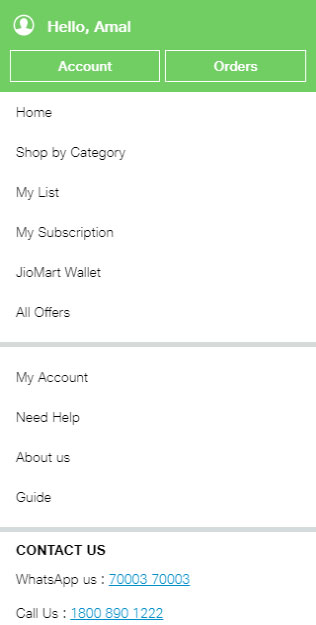 Hello, Amal
Account Orders
Home
Shop by Category
My List
My Subscription
JioMart Wallet
All Offers
My Account
Need Help
About us
Guide
CONTACT US
WhatsApp us : 70003 70003
Call Us : 1800 890 1222